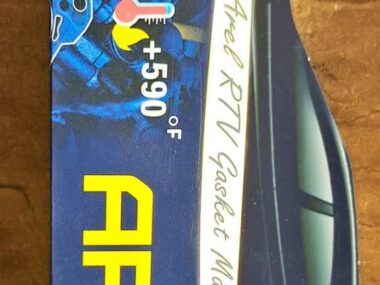 +590 °F
Arel RTV Gasket Ma
AR